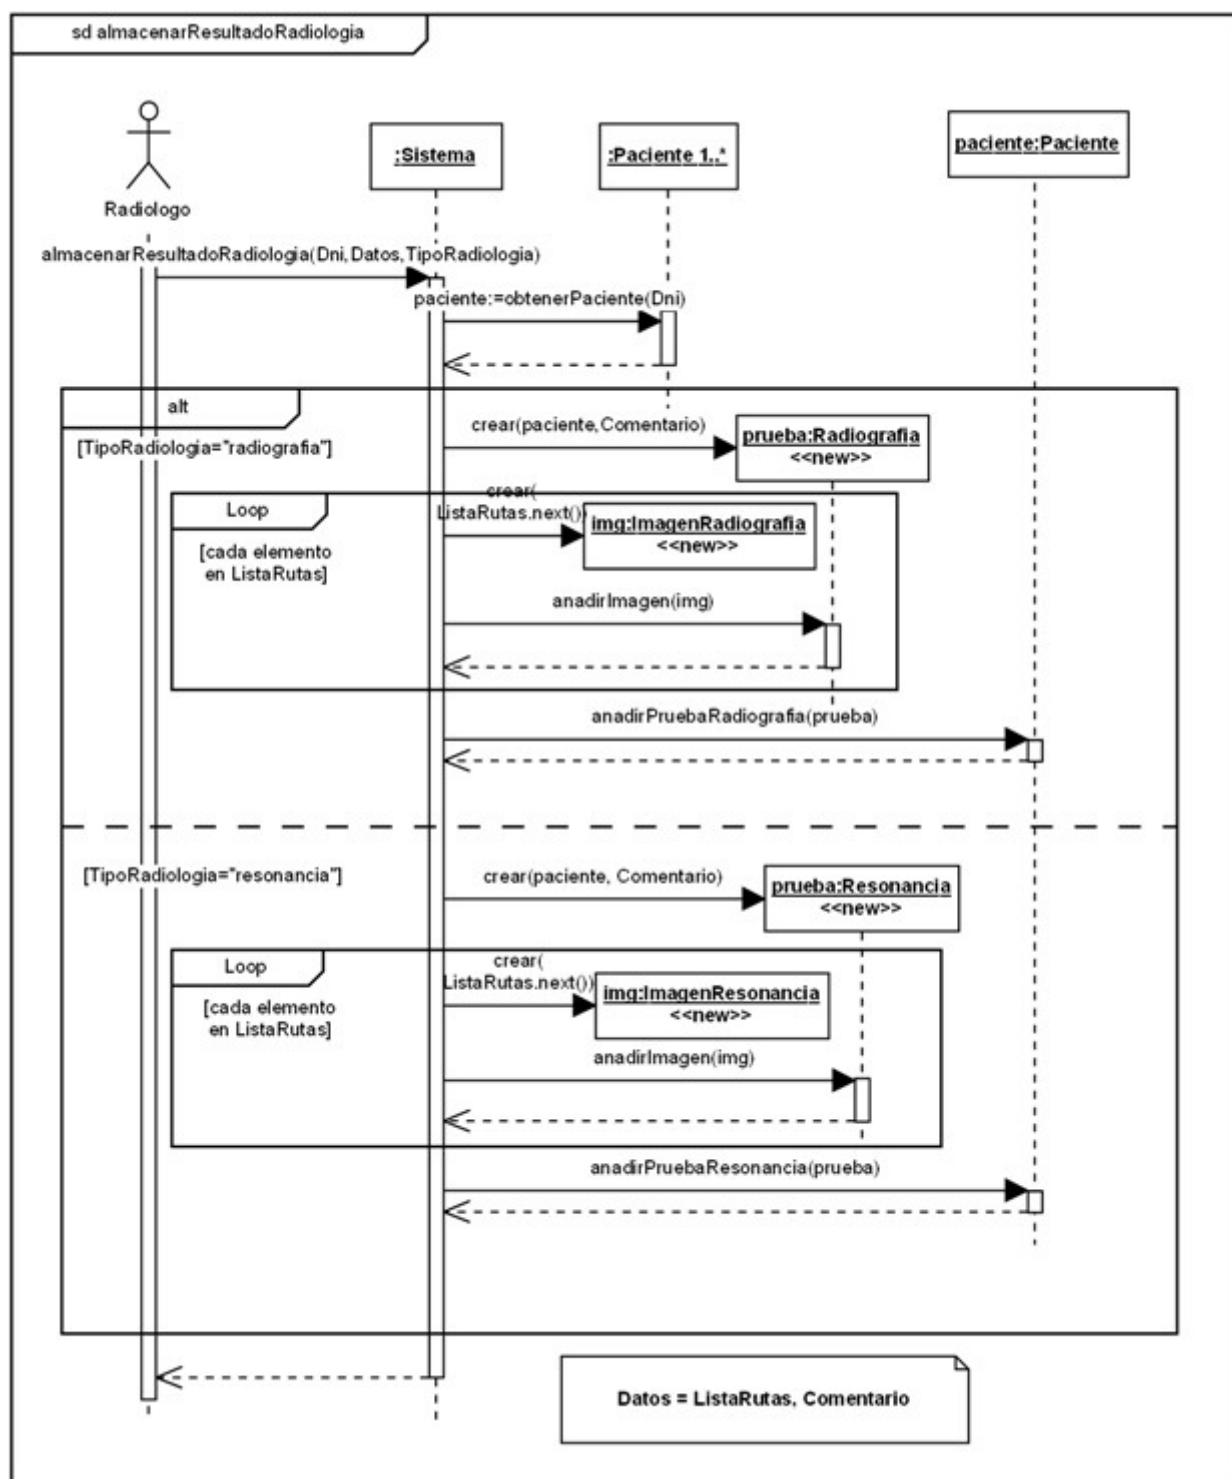 sd almacenarResultadoRadiologia
:Sistema
:Paciente 1..*
paciente:Paciente
Radiologo
almacenarResultadoRadiologia(Dni,Datos,TipoRadiologia)
paciente:=obtenerPaciente(Dni)
alt
[TipoRadiologia="radiografia"]
crear(paciente,Comentario)
prueba:Radiografia
<<new>>
Loop
[cada elemento
en ListaRutas]
crear(
ListaRutas.next())
img:ImagenRadiografia
<<new>>
anadirImagen(img)
anadirPruebaRadiografia(prueba)
[TipoRadiologia="resonancia"]
crear(paciente, Comentario)
prueba:Resonancia
<<new>>
Loop
[cada elemento
en ListaRutas]
crear(
ListaRutas.next())
img:ImagenResonancia
<<new>>
anadirImagen(img)
anadirPruebaResonancia(prueba)
Datos = ListaRutas, Comentario